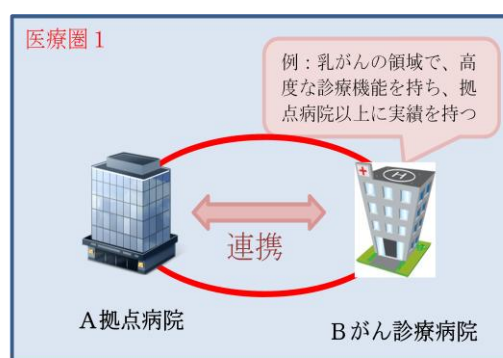 医療圏1
例：乳がんの領域で、高
度な診療機能を持ち、拠
点病院以上に実績を持つ
H
連携
A拠点病院
Bがん診療病院